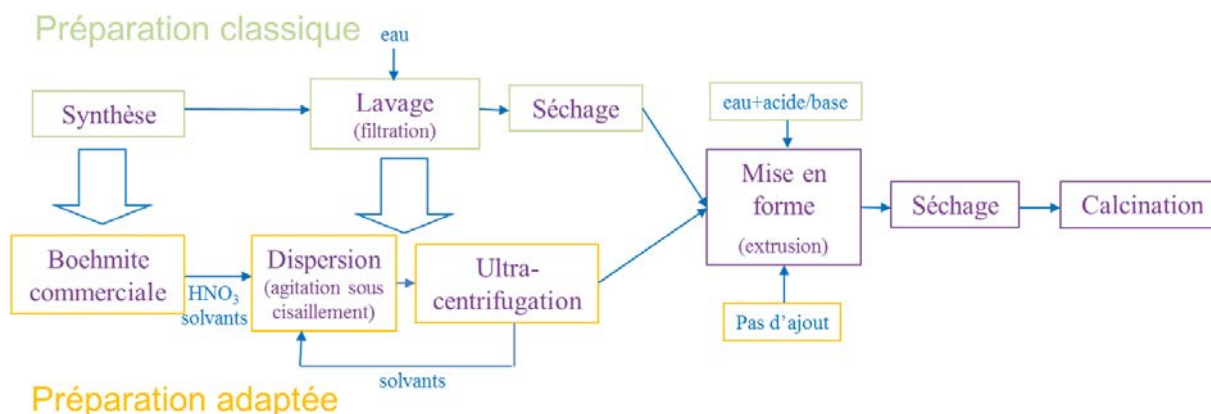 Préparation classique
eau
Synthèse
Lavage
(filtration)
Séchage
eau+acide/base
Mise en
forme
(extrusion)
Séchage
Calcination
Boehmite
commerciale
HNO₃
solvants
Dispersion
(agitation sous
cisaillement)
Ultra-
centrifugation
Pas d'ajout
solvants
Préparation adaptée